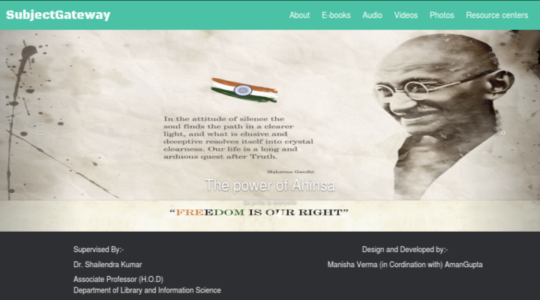 SubjectGateway
About E-books Audio Videos Photos Resource centers
In the attitude of silence the
soul finds the path in a clearer
light, and what is elusive and
deceptive resolves itself into crystal
clearness. Our life is a long and
arduous quest after Truth.
Mahatma Gandhi
The power of Ahinsa
“FREEDOM IS OUR RIGHT”
Supervised By:-
Dr. Shailendra Kumar
Associate Professor (H.O.D)
Department of Library and Information Science
Design and Developed by:-
Manisha Verma (in Cordination with) AmanGupta